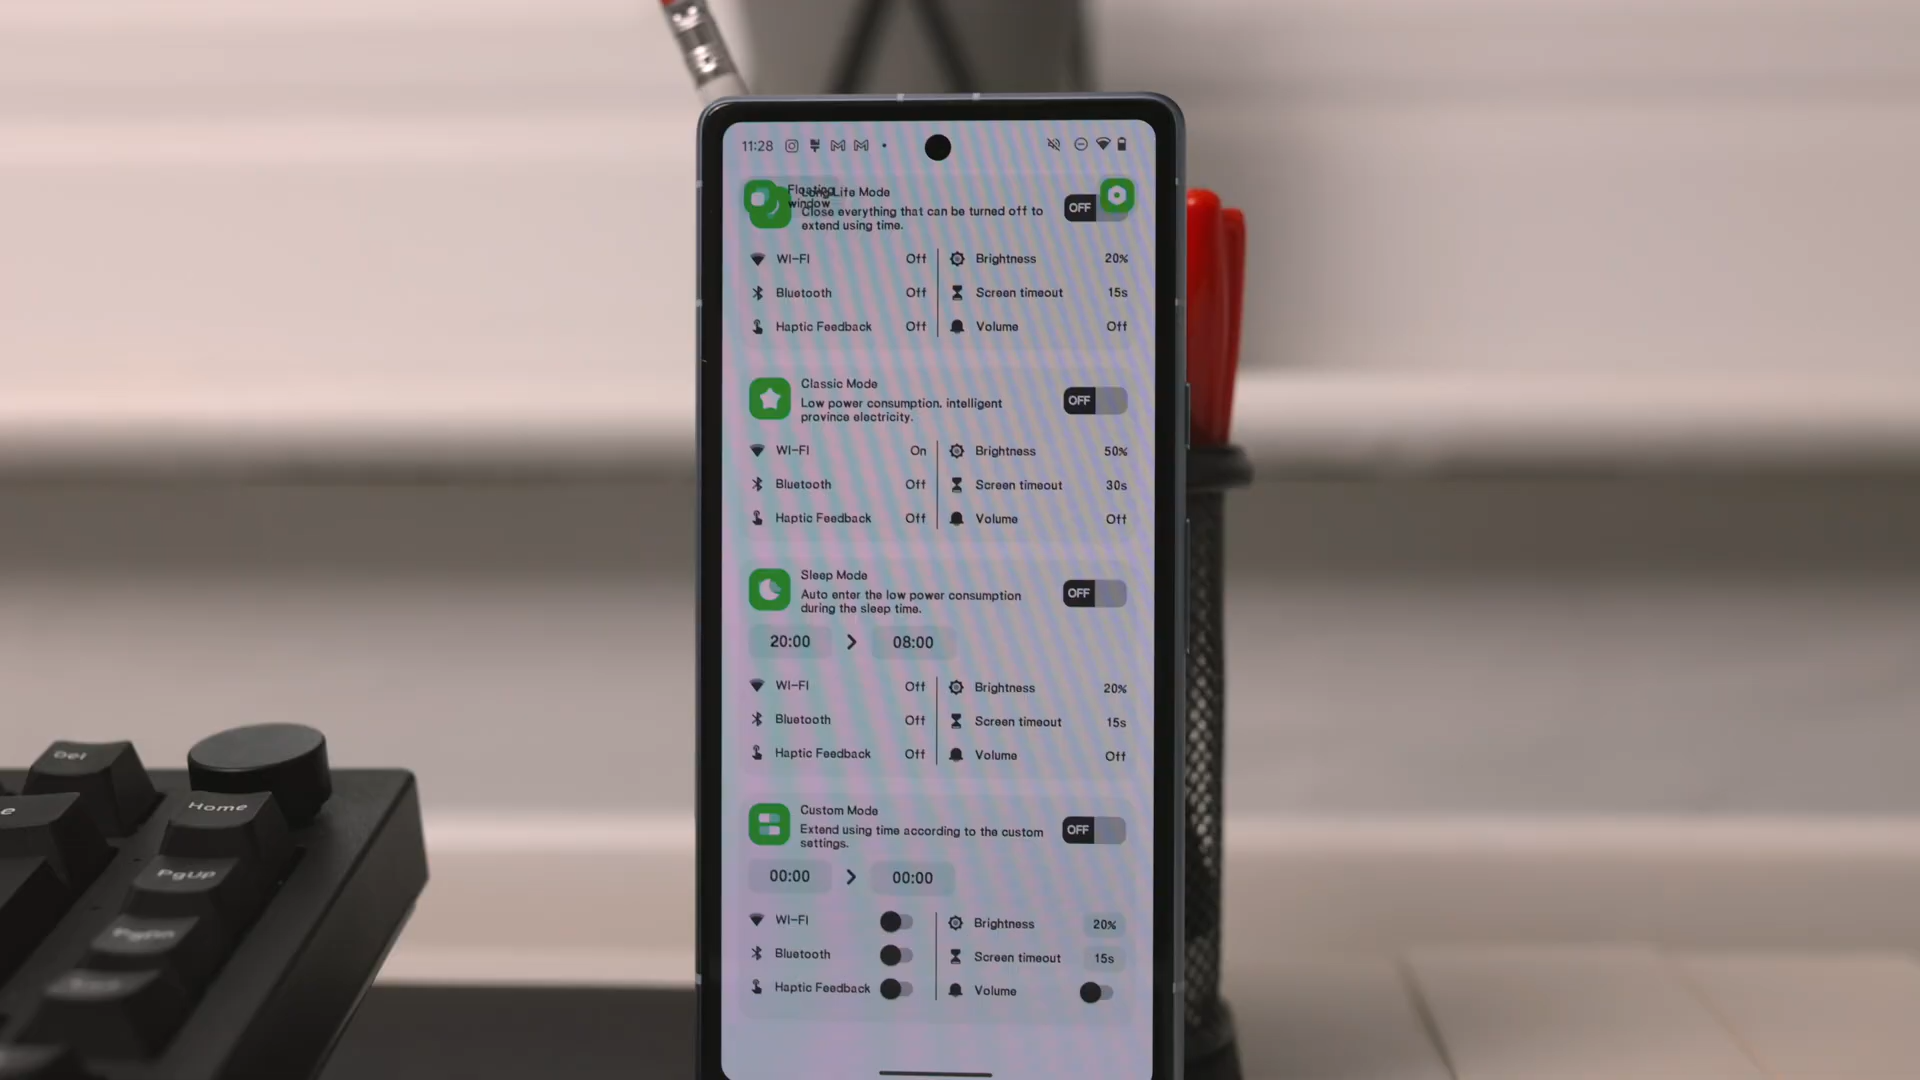 11:28
Floating
window
Long Life Mode
Close everything that can be turned off to
extend using time.
OFF
WI-FI Off
Brightness 20%
Bluetooth Off
Screen timeout 15s
Haptic Feedback Off
Volume Off
Classic Mode
Low power consumption, intelligent
province electricity.
OFF
WI-FI On
Brightness 50%
Bluetooth Off
Screen timeout 30s
Haptic Feedback Off
Volume Off
Sleep Mode
Auto enter the low power consumption
during the sleep time.
OFF
20:00 > 08:00
WI-FI Off
Brightness 20%
Bluetooth Off
Screen timeout 15s
Haptic Feedback Off
Volume Off
Custom Mode
Extend using time according to the custom
settings.
OFF
00:00 > 00:00
WI-FI
Brightness 20%
Bluetooth
Screen timeout 15s
Haptic Feedback
Volume
Del
Home
PgUp
PgDn